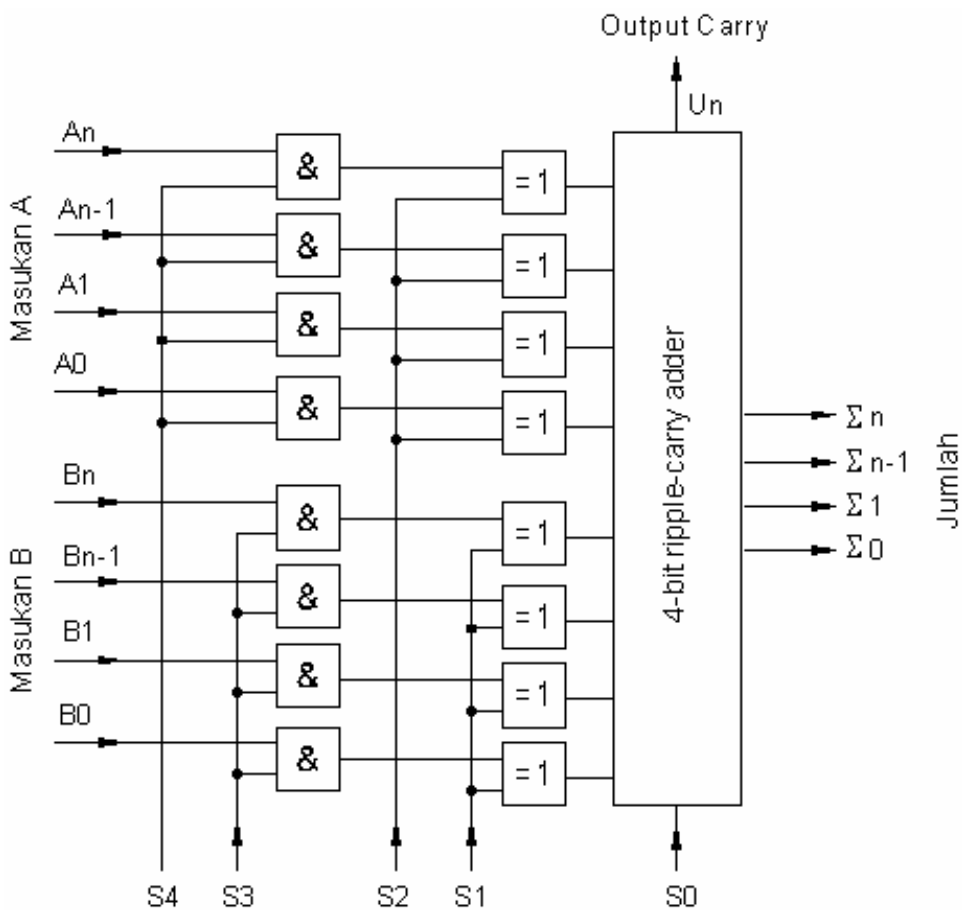 Output Carry
Un
Masukan A
An
An-1
A1
A0
&
&
&
&
= 1
= 1
= 1
= 1
Masukan B
Bn
Bn-1
B1
B0
&
&
&
&
= 1
= 1
= 1
= 1
4-bit ripple-carry adder
Σ n
Σ n-1
Σ 1
Σ 0
Jumlah
S4
S3
S2
S1
S0